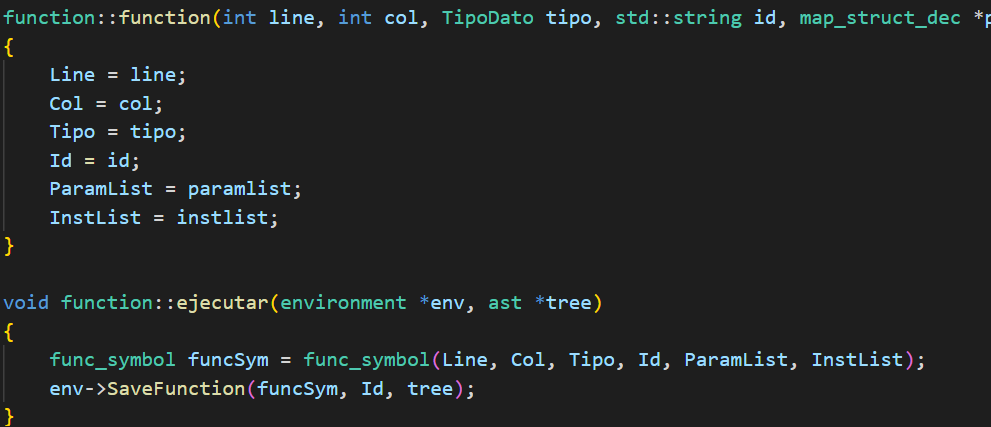 function::function(int line, int col, TipoDato tipo, std::string id, map_struct_dec *p
{
Line = line;
Col = col;
Tipo = tipo;
Id = id;
ParamList = paramlist;
InstList = instlist;
}
void function::ejecutar(environment *env, ast *tree)
{
func_symbol funcSym = func_symbol(Line, Col, Tipo, Id, ParamList, InstList);
env->SaveFunction(funcSym, Id, tree);
}